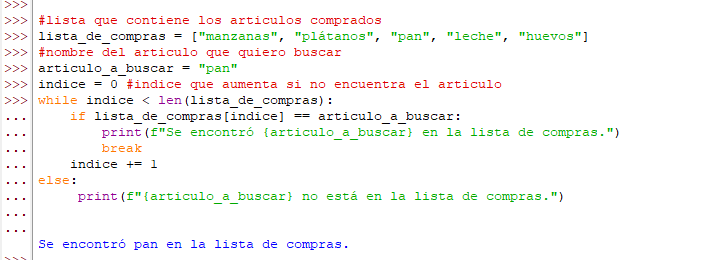 >>>
>>> #lista que contiene los articulos comprados
>>> lista_de_compras = ["manzanas", "plátanos", "pan", "leche", "huevos"]
>>> #nombre del articulo que quiero buscar
>>> articulo_a_buscar = "pan"
>>> indice = 0 #indice que aumenta si no encuentra el articulo
>>> while indice < len(lista_de_compras):
...     if lista_de_compras[indice] == articulo_a_buscar:
...         print(f"Se encontró {articulo_a_buscar} en la lista de compras.")
...         break
...     indice += 1
... else:
...      print(f"{articulo_a_buscar} no está en la lista de compras.")
...
...
Se encontró pan en la lista de compras.
>>>